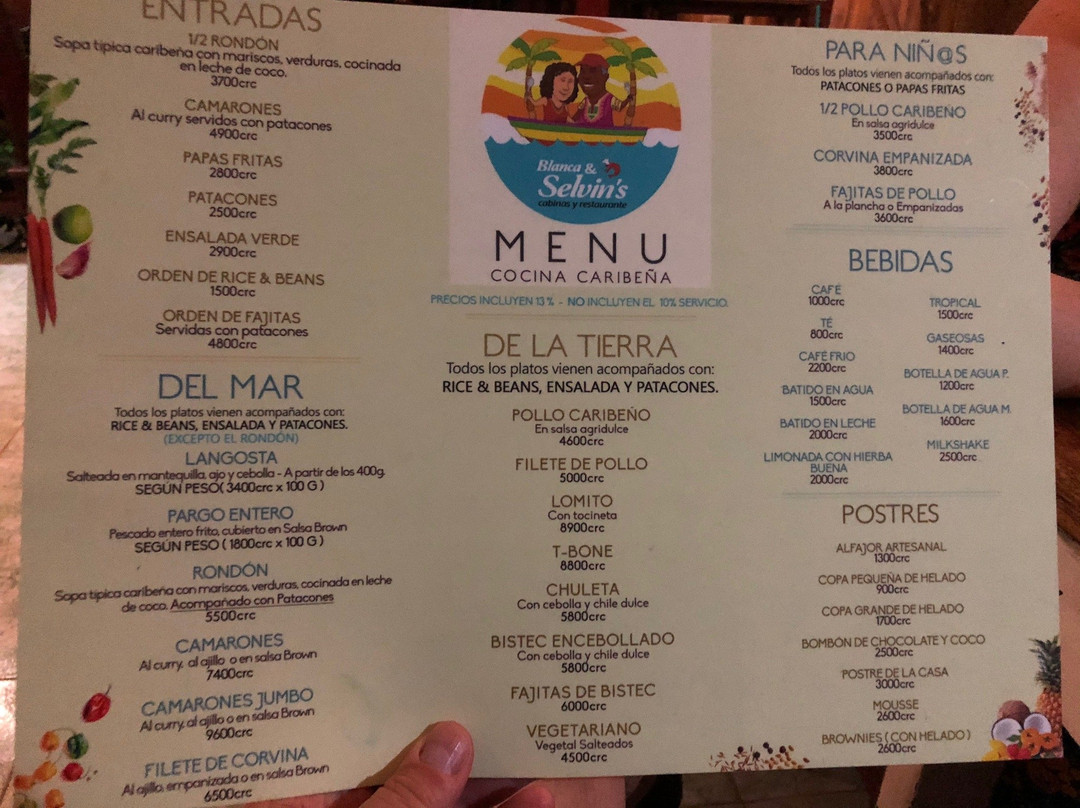 ENTRADAS
1/2 RONDÓN
Sopa típica caribeña con mariscos, verduras, cocinada
en leche de coco.
3700crc
CAMARONES
Al curry servidos con patacones
4900crc
PAPAS FRITAS
2800crc
PATACONES
2500crc
ENSALADA VERDE
2900crc
ORDEN DE RICE & BEANS
1500crc
ORDEN DE FAJITAS
Servidas con patacones
4800crc
DEL MAR
Todos los platos vienen acompañados con:
RICE & BEANS, ENSALADA Y PATACONES.
(EXCEPTO EL RONDÓN)
LANGOSTA
Salteada en mantequilla, ajo y cebolla - A partir de los 400g.
SEGÚN PESO( 3400crc x 100 G )
PARGO ENTERO
Pescado entero frito, cubierto en Salsa Brown
SEGÚN PESO ( 1800crc x 100 G )
RONDÓN
Sopa típica caribeña con mariscos, verduras, cocinada en leche
de coco. Acompañado con Patacones
5500crc
CAMARONES
Al curry, al ajillo o en salsa Brown
7400crc
CAMARONES JUMBO
Al curry, al ajillo o en salsa Brown
9600crc
FILETE DE CORVINA
Al ajillo, empanizada o en salsa Brown
6500crc
Blanca &
Selvin's
cabinas y restaurante
MENU
COCINA CARIBEÑA
PRECIOS INCLUYEN 13 % - NO INCLUYEN EL 10% SERVICIO.
DE LA TIERRA
Todos los platos vienen acompañados con:
RICE & BEANS, ENSALADA Y PATACONES.
POLLO CARIBEÑO
En salsa agridulce
4600crc
FILETE DE POLLO
5000crc
LOMITO
Con tocineta
8900crc
T-BONE
8800crc
CHULETA
Con cebolla y chile dulce
5800crc
BISTEC ENCEBOLLADO
Con cebolla y chile dulce
5800crc
FAJITAS DE BISTEC
6000crc
VEGETARIANO
Vegetal Salteados
4500crc
PARA NIÑ@S
Todos los platos vienen acompañados con:
PATACONES O PAPAS FRITAS
1/2 POLLO CARIBEÑO
En salsa agridulce
3500crc
CORVINA EMPANIZADA
3800crc
FAJITAS DE POLLO
A la plancha o Empanizadas
3600crc
BEBIDAS
CAFÉ
1000crc
TÉ
800crc
CAFÉ FRIO
2200crc
BATIDO EN AGUA
1500crc
BATIDO EN LECHE
2000crc
LIMONADA CON HIERBA
BUENA
2000crc
TROPICAL
1500crc
GASEOSAS
1400crc
BOTELLA DE AGUA P.
1200crc
BOTELLA DE AGUA M.
1600crc
MILKSHAKE
2500crc
POSTRES
ALFAJOR ARTESANAL
1300crc
COPA PEQUEÑA DE HELADO
900crc
COPA GRANDE DE HELADO
1700crc
BOMBÓN DE CHOCOLATE Y COCO
2500crc
POSTRE DE LA CASA
3000crc
MOUSSE
2600crc
BROWNIES ( CON HELADO )
2600crc